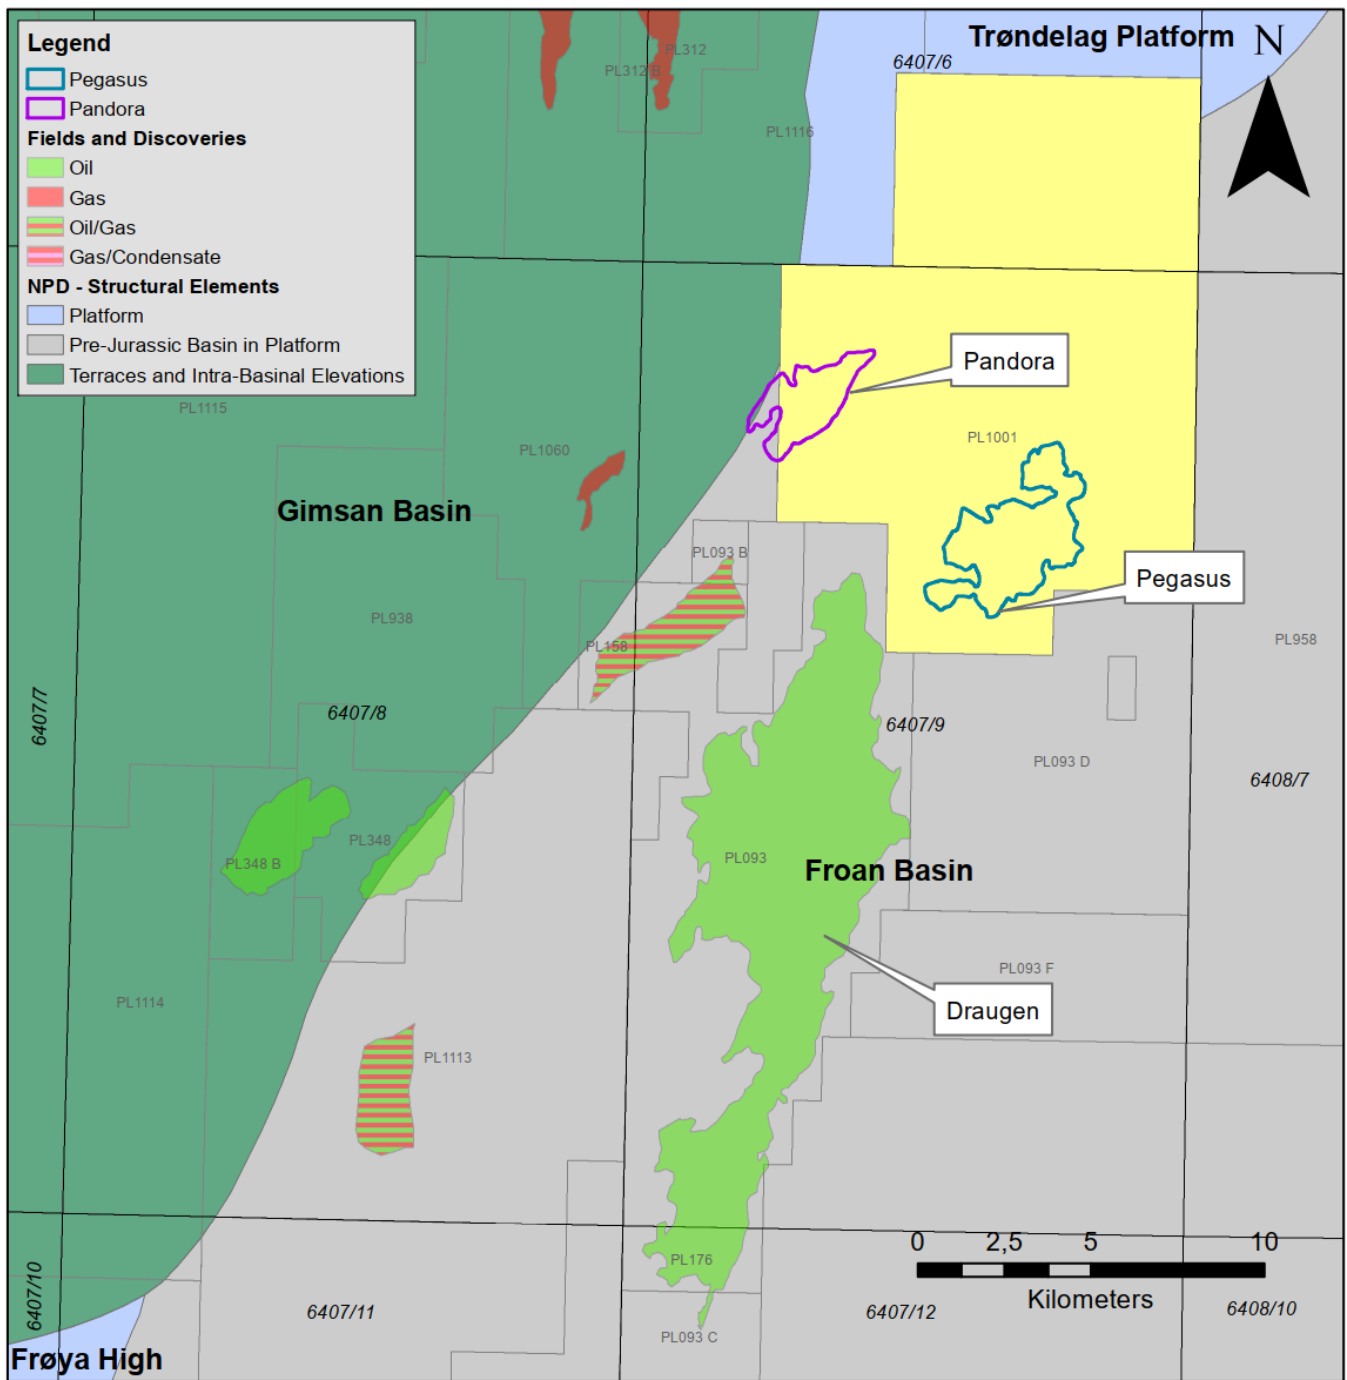 Legend
Pegasus
Pandora
Fields and Discoveries
Oil
Gas
Oil/Gas
Gas/Condensate
NPD - Structural Elements
Platform
Pre-Jurassic Basin in Platform
Terraces and Intra-Basinal Elevations
Trøndelag Platform
N
6407/6
PL312
PL312 B
PL1116
Pandora
PL1115
PL1001
PL1060
Gimsan Basin
PL093 B
Pegasus
PL938
PL158
PL958
6407/7
6407/8
6407/9
PL093 D
6408/7
PL348
PL348 B
PL093
Froan Basin
PL093 F
PL1114
Draugen
PL1113
0 2,5 5 10
Kilometers
PL176
6407/10
6407/11
6407/12
6408/10
PL093 C
Frøya High